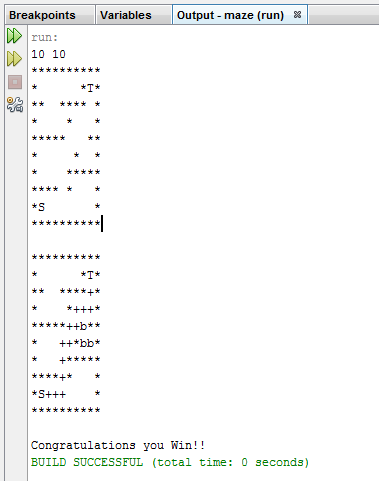 Breakpoints Variables Output - maze (run)
run:
10 10
**********
*      *T*
**  **** *
*    *   *
*****   **
*     *  *
*    *****
**** *   *
*S       *
**********

**********
*      *T*
**  ****+*
*    *+++*
*****++b**
*   ++*bb*
*   +*****
****+*   *
*S+++    *
**********

Congratulations you Win!!
BUILD SUCCESSFUL (total time: 0 seconds)